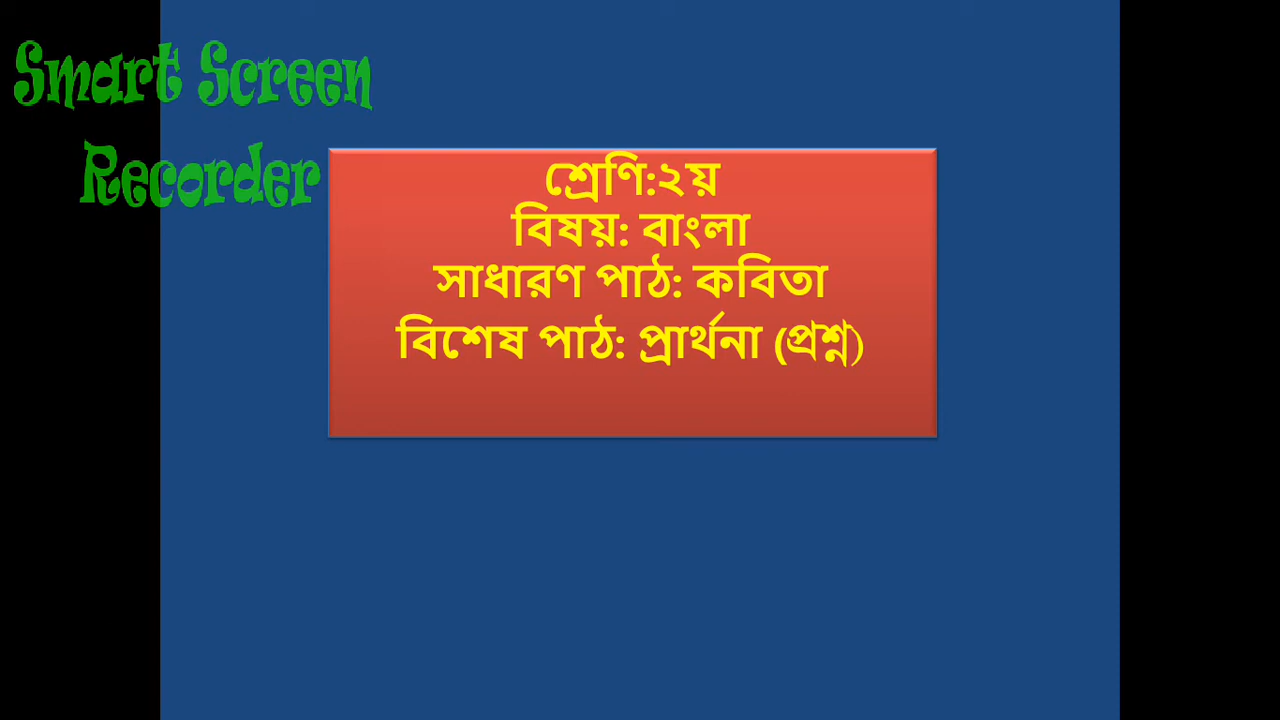 Smart Screen
Recorder
শ্রেণি:২য়
বিষয়: বাংলা
সাধারণ পাঠ: কবিতা
বিশেষ পাঠ: প্রার্থনা (প্রশ্ন)